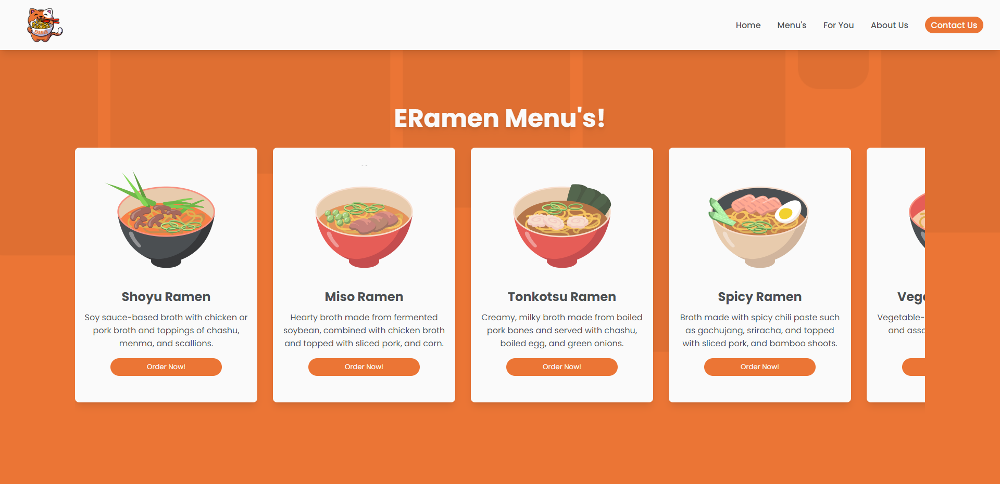 ERAMEN
Home
Menu's
For You
About Us
Contact Us
ERamen Menu's!
Shoyu Ramen
Soy sauce-based broth with chicken or
pork broth and toppings of chashu,
menma, and scallions.
Order Now!
Miso Ramen
Hearty broth made from fermented
soybean, combined with chicken broth
and topped with sliced pork, and corn.
Order Now!
Tonkotsu Ramen
Creamy, milky broth made from boiled
pork bones and served with chashu,
boiled egg, and green onions.
Order Now!
Spicy Ramen
Broth made with spicy chili paste such
as gochujang, sriracha, and topped
with sliced pork, and bamboo shoots.
Order Now!
Vegetable-
and